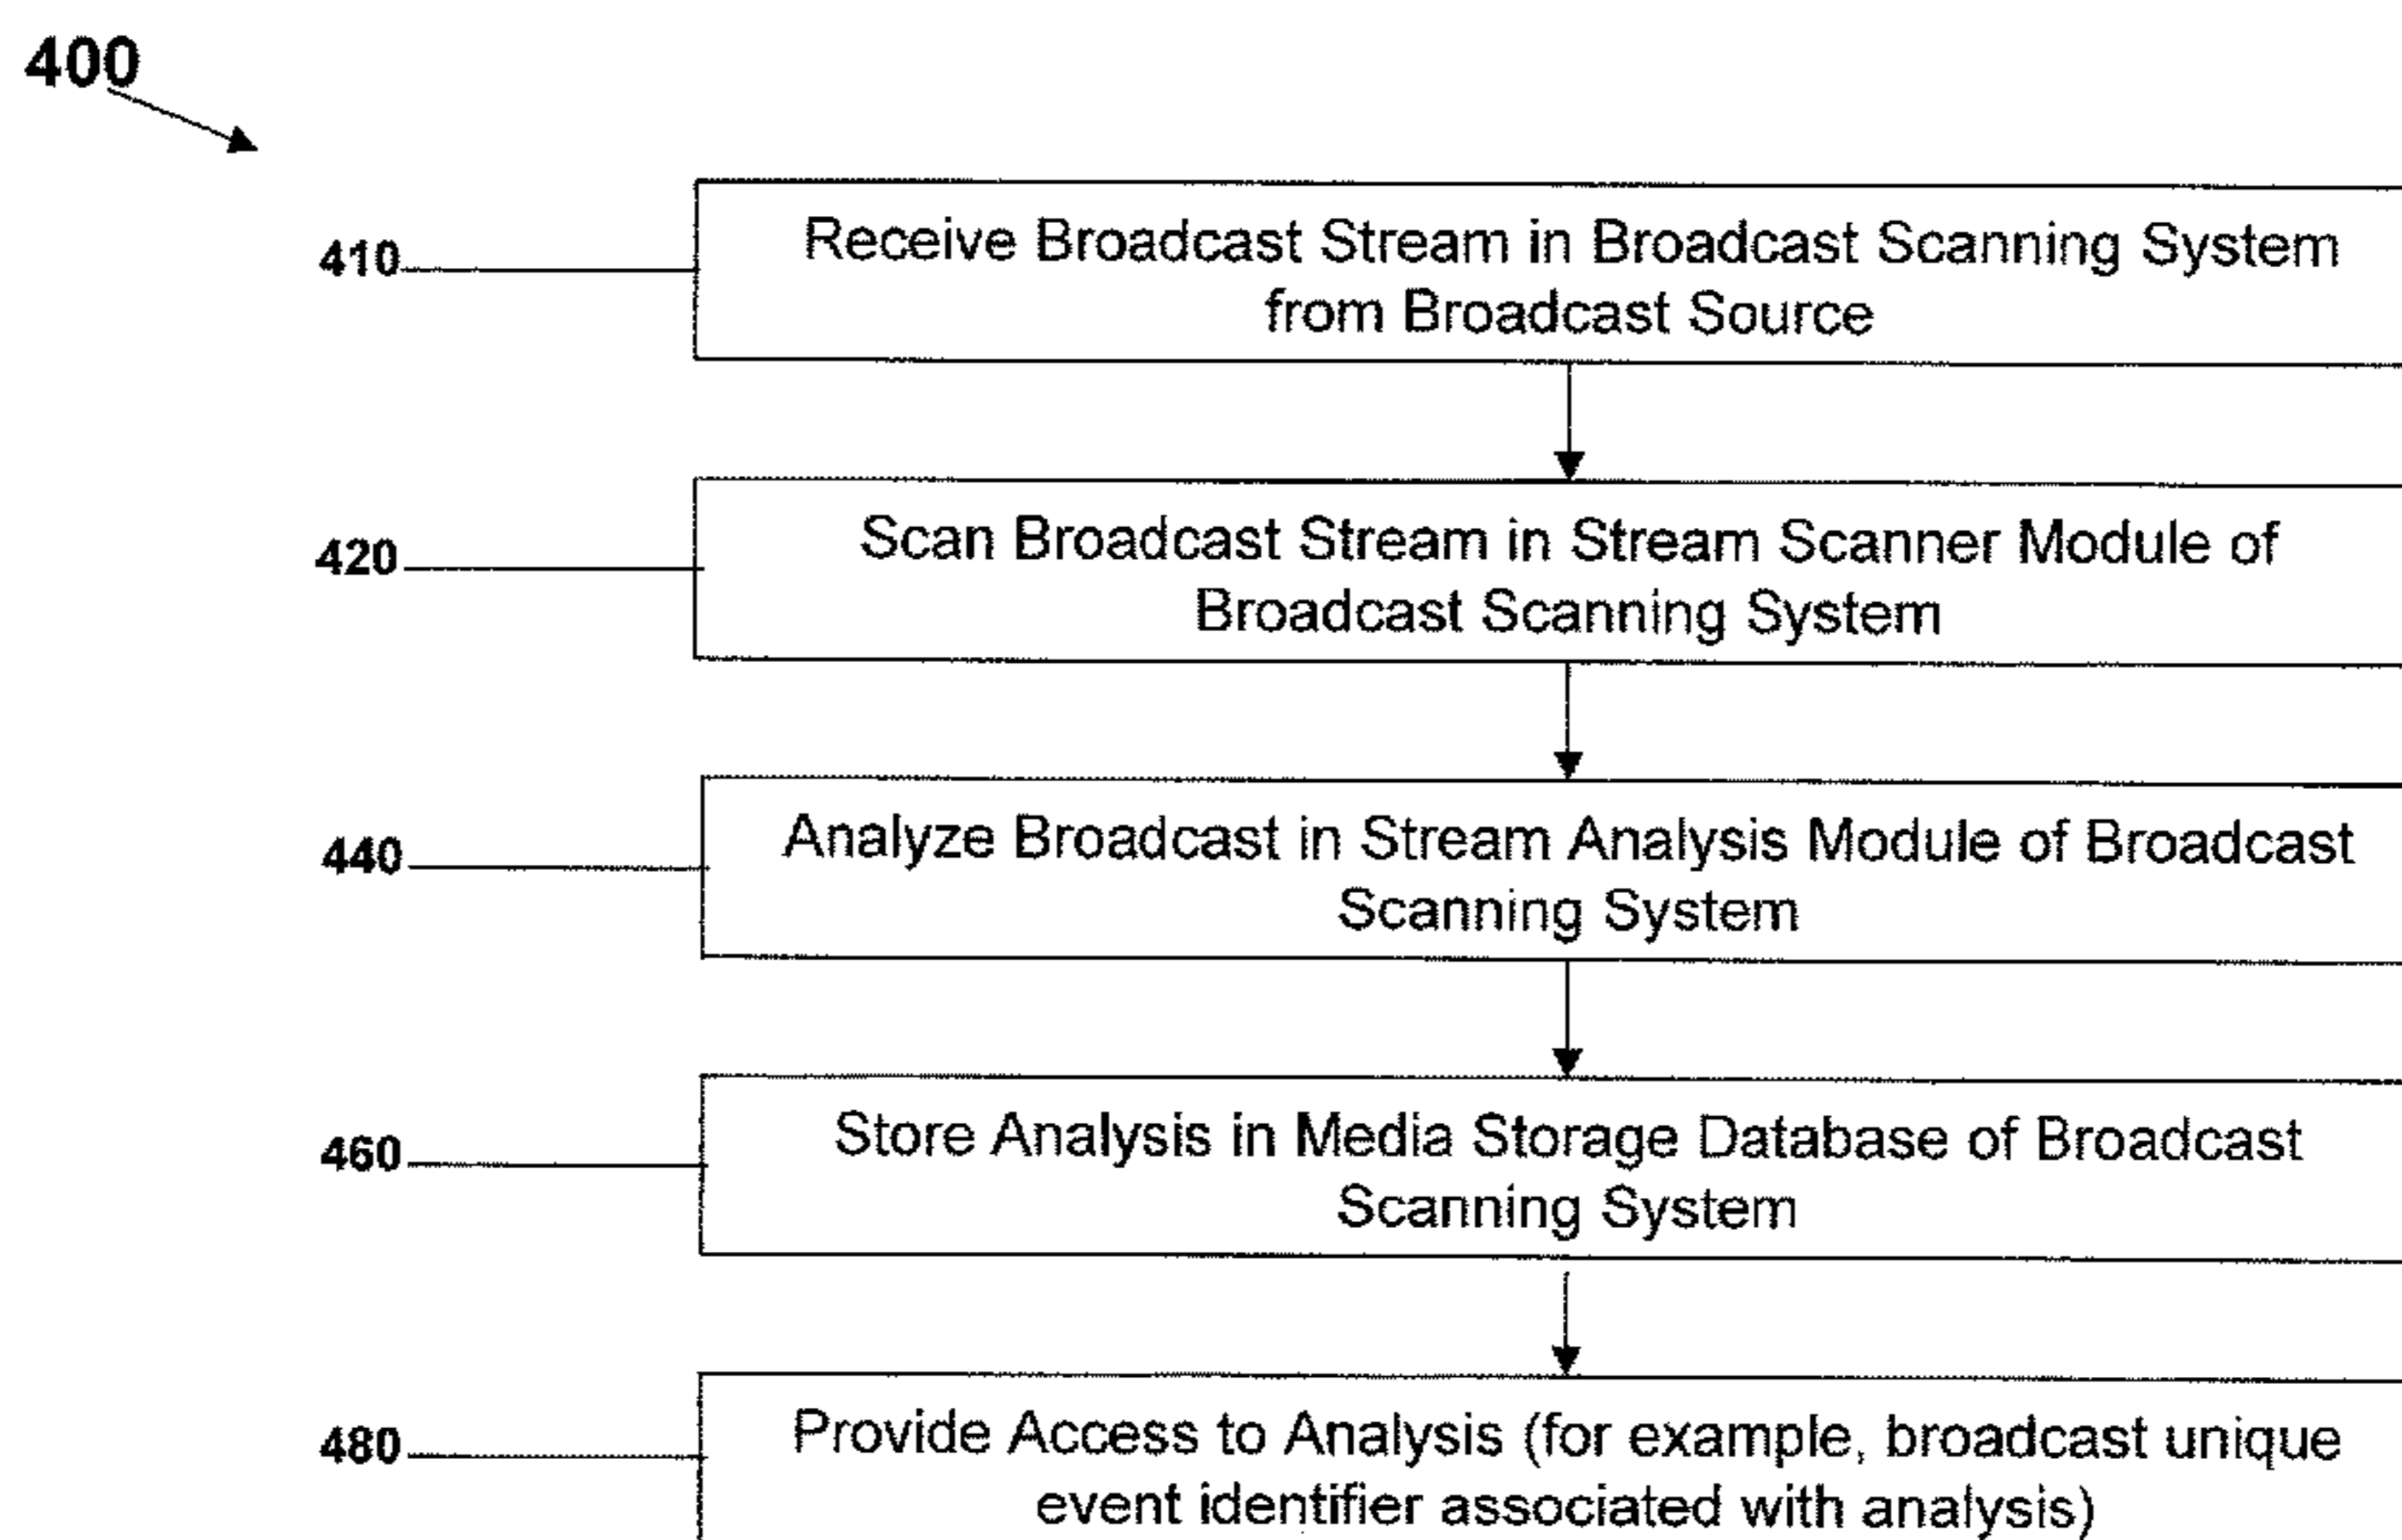 400
410
Receive Broadcast Stream in Broadcast Scanning System
from Broadcast Source
420
Scan Broadcast Stream in Stream Scanner Module of
Broadcast Scanning System
440
Analyze Broadcast in Stream Analysis Module of Broadcast
Scanning System
460
Store Analysis in Media Storage Database of Broadcast
Scanning System
480
Provide Access to Analysis (for example, broadcast unique
event identifier associated with analysis)